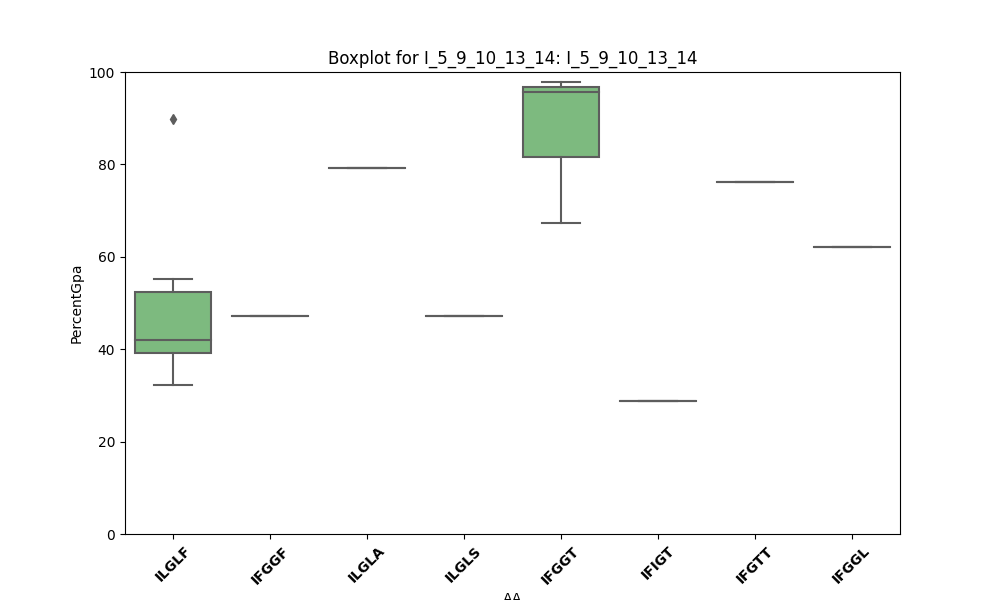 Boxplot for I_5_9_10_13_14: I_5_9_10_13_14
100
80
60
40
20
0
PercentGpa
ILGLF
IFGGF
ILGLA
ILGLS
IFGGT
IFIGT
IFGTT
IFGGL
AA